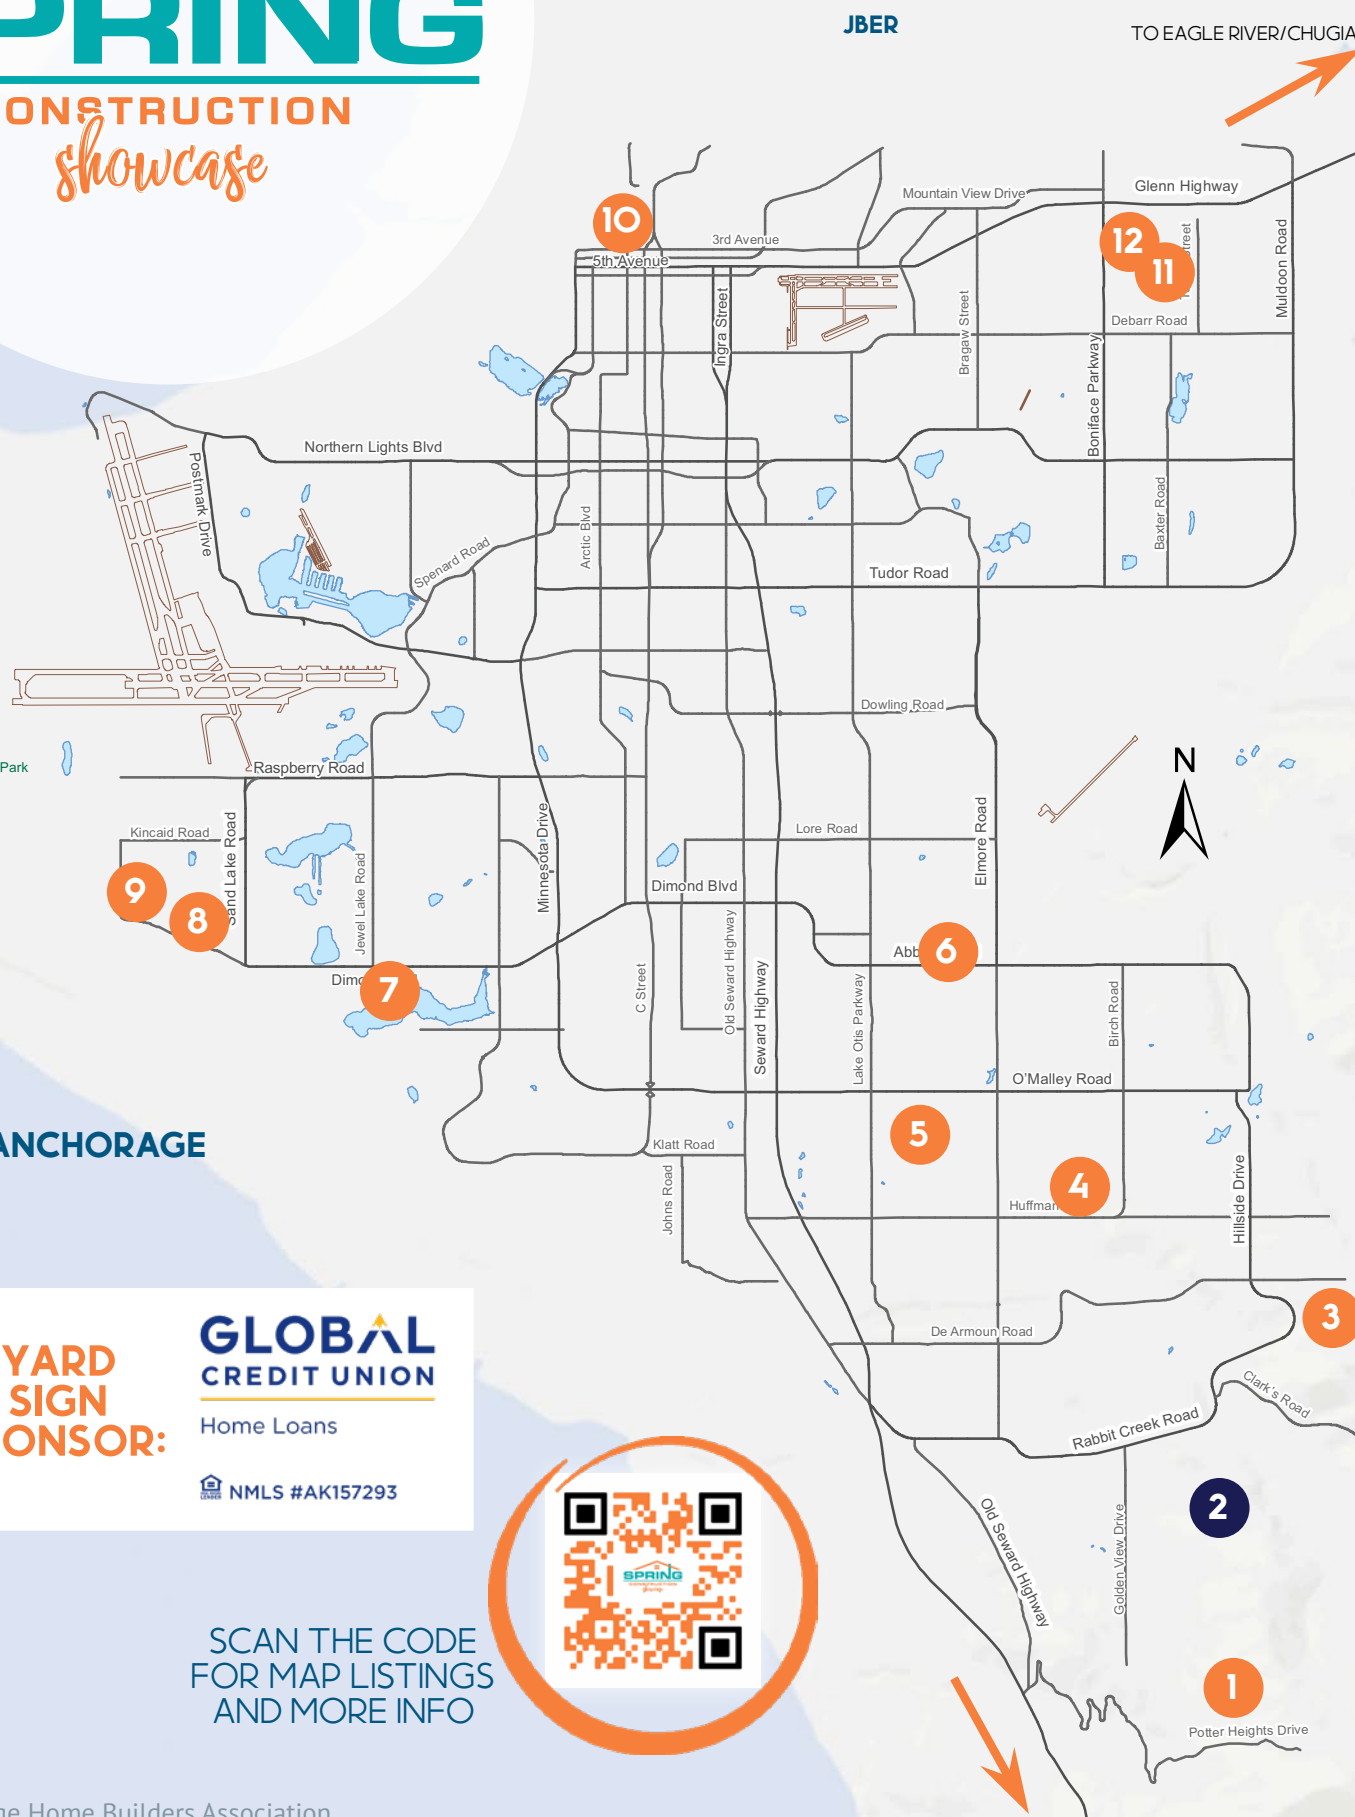 PRING
ONSTRUCTION
showcase
JBER
TO EAGLE RIVER/CHUGIA
Mountain View Drive
Glenn Highway
10
3rd Avenue
5th Avenue
12
11
Ingra Street
Bragaw Street
Debarr Road
Muldoon Road
Boniface Parkway
Northern Lights Blvd
Postmark Drive
Spenard Road
Arctic Blvd
Baxter Road
Tudor Road
Dowling Road
N
Park
Raspberry Road
Kincaid Road
Sand Lake Road
Jewel Lake Road
Minnesota Drive
Lore Road
Elmore Road
9
8
Dimond Blvd
Old Seward Highway
Seward Highway
Abb
6
7
C Street
Lake Otis Parkway
Birch Road
O'Malley Road
ANCHORAGE
Klatt Road
Johns Road
5
4
Huffman
Hillside Drive
De Armoun Road
3
Clark's Road
Rabbit Creek Road
YARD
SIGN
ONSOR:
GLOBAL
CREDIT UNION
Home Loans
NMLS #AK157293
2
Old Seward Highway
Golden View Drive
SPRING
CONSTRUCTION
SCAN THE CODE
FOR MAP LISTINGS
AND MORE INFO
1
Potter Heights Drive
ge Home Builders Association